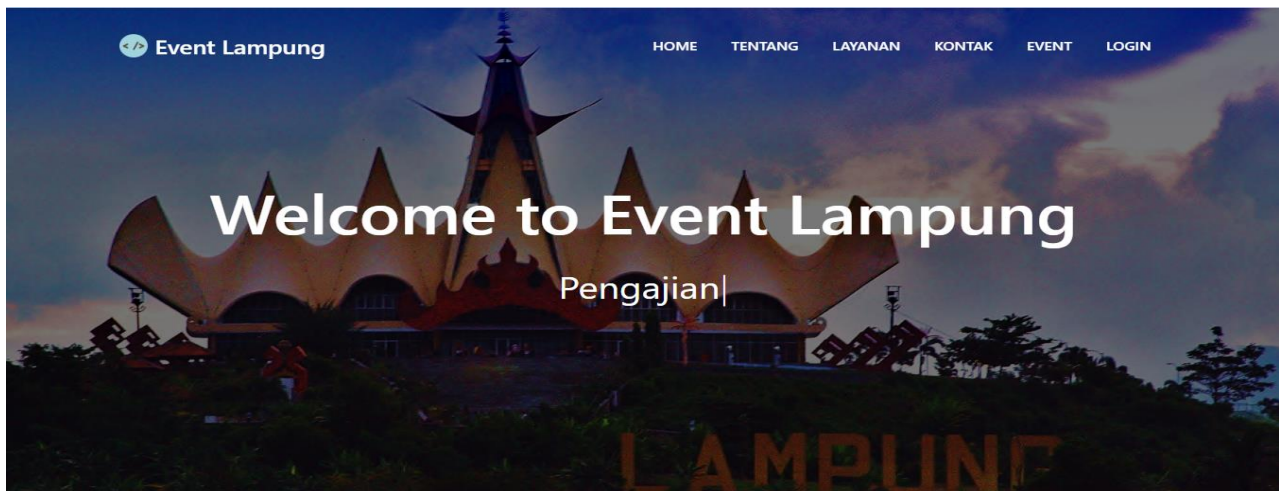 </> Event Lampung
HOME TENTANG LAYANAN KONTAK EVENT LOGIN
Welcome to Event Lampung
Pengajian|
LAMPUNG